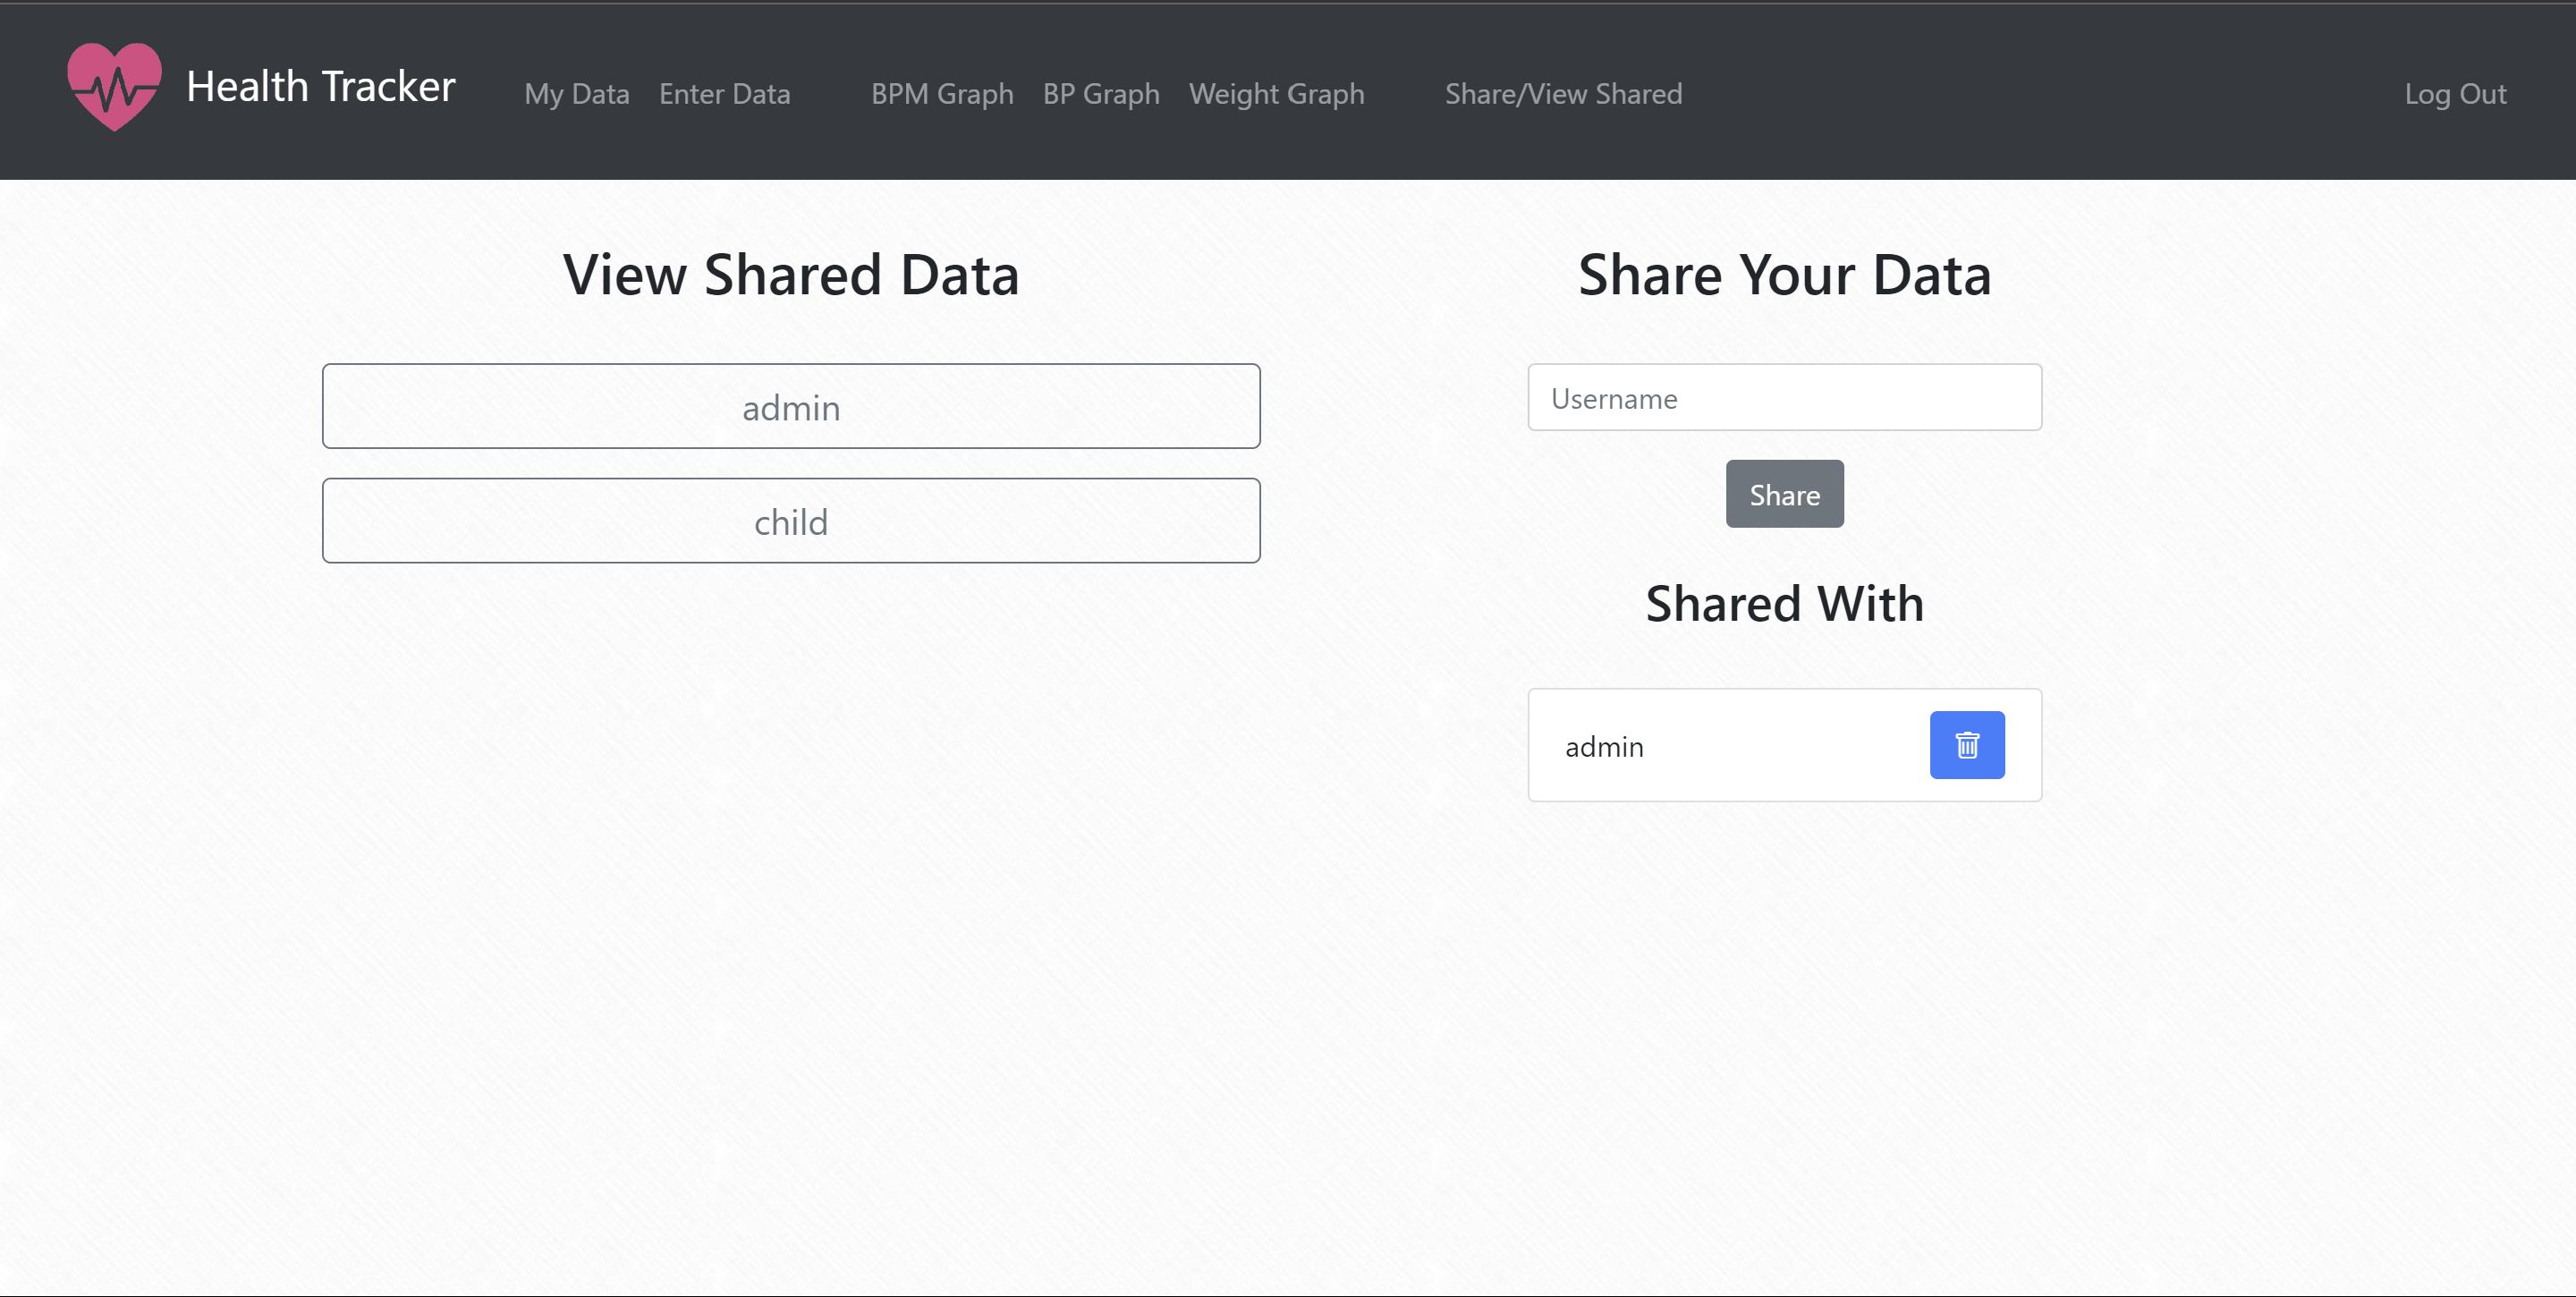 Health Tracker
My Data Enter Data BPM Graph BP Graph Weight Graph Share/View Shared Log Out
View Shared Data
admin
child
Share Your Data
Username
Share
Shared With
admin